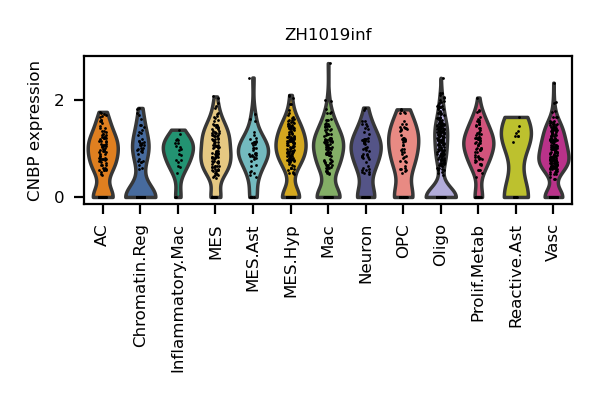 ZH1019inf
CNBP expression
2
0
AC
Chromatin.Reg
Inflammatory.Mac
MES
MES.Ast
MES.Hyp
Mac
Neuron
OPC
Oligo
Prolif.Metab
Reactive.Ast
Vasc